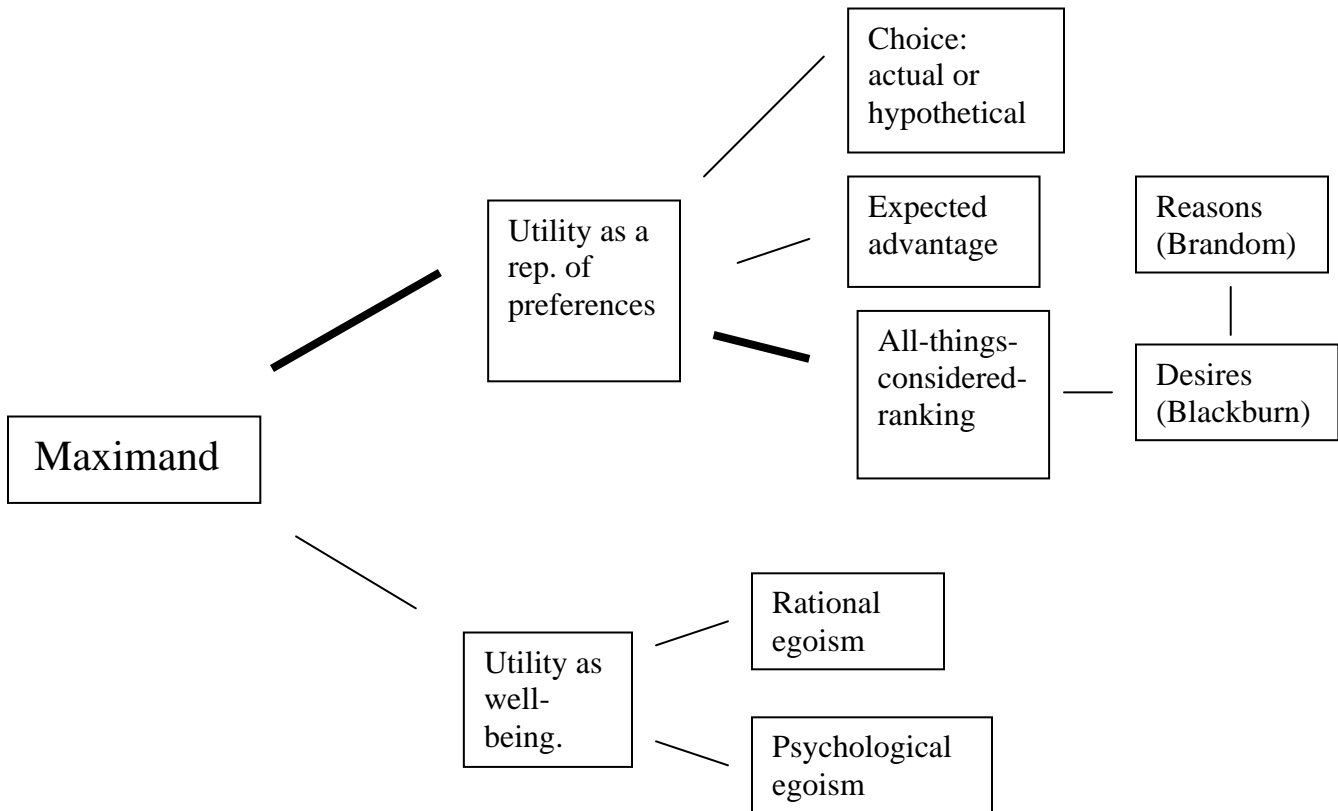 Choice:
actual or
hypothetical
Expected
advantage
Reasons
(Brandom)
Utility as a
rep. of
preferences
All-things-
considered-
ranking
Desires
(Blackburn)
Maximand
Rational
egoism
Utility as
well-
being.
Psychological
egoism